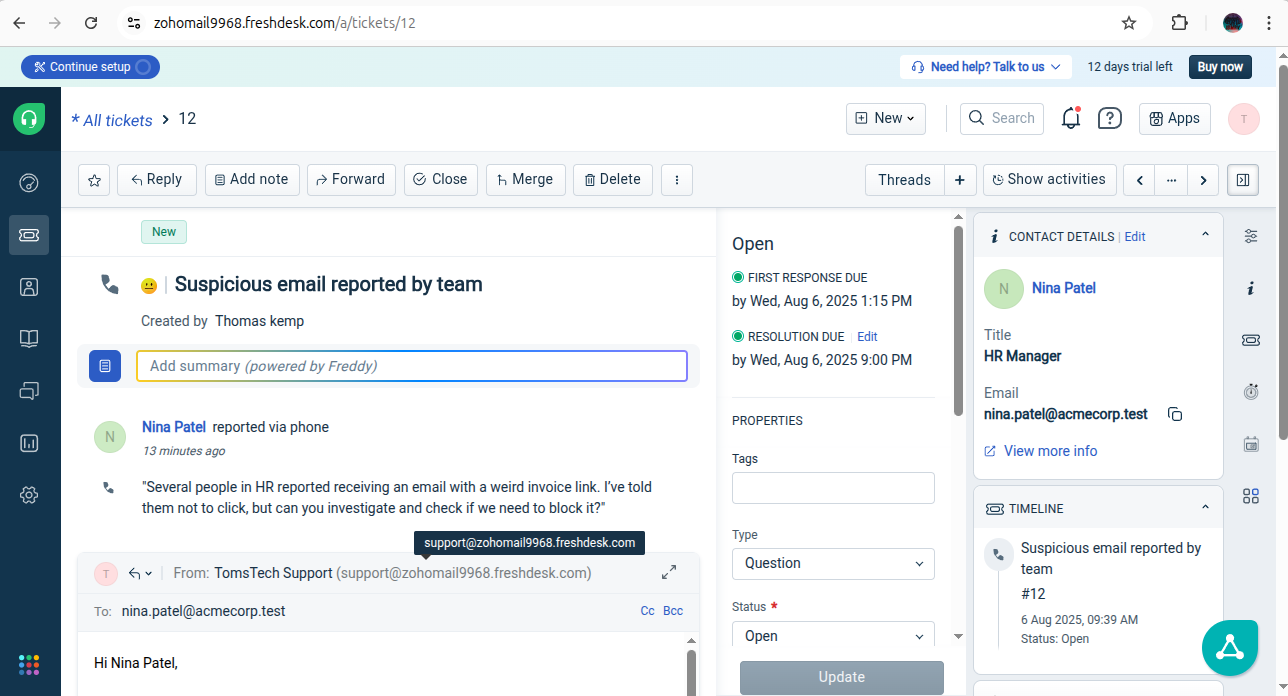 zohomail9968.freshdesk.com/a/tickets/12
Continue setup
Need help? Talk to us
12 days trial left
Buy now
* All tickets > 12
New
Search
Apps
T
Reply
Add note
Forward
Close
Merge
Delete
Threads
Show activities
New
Suspicious email reported by team
Created by Thomas kemp
Add summary (powered by Freddy)
N
Nina Patel reported via phone
13 minutes ago
"Several people in HR reported receiving an email with a weird invoice link. I've told
them not to click, but can you investigate and check if we need to block it?"
support@zohomail9968.freshdesk.com
T
From: TomsTech Support (support@zohomail9968.freshdesk.com)
To: nina.patel@acmecorp.test
Cc Bcc
Hi Nina Patel,
Open
FIRST RESPONSE DUE
by Wed, Aug 6, 2025 1:15 PM
RESOLUTION DUE | Edit
by Wed, Aug 6, 2025 9:00 PM
PROPERTIES
Tags
Type
Question
Status *
Open
Update
CONTACT DETAILS | Edit
N
Nina Patel
Title
HR Manager
Email
nina.patel@acmecorp.test
View more info
TIMELINE
Suspicious email reported by
team
#12
6 Aug 2025, 09:39 AM
Status: Open